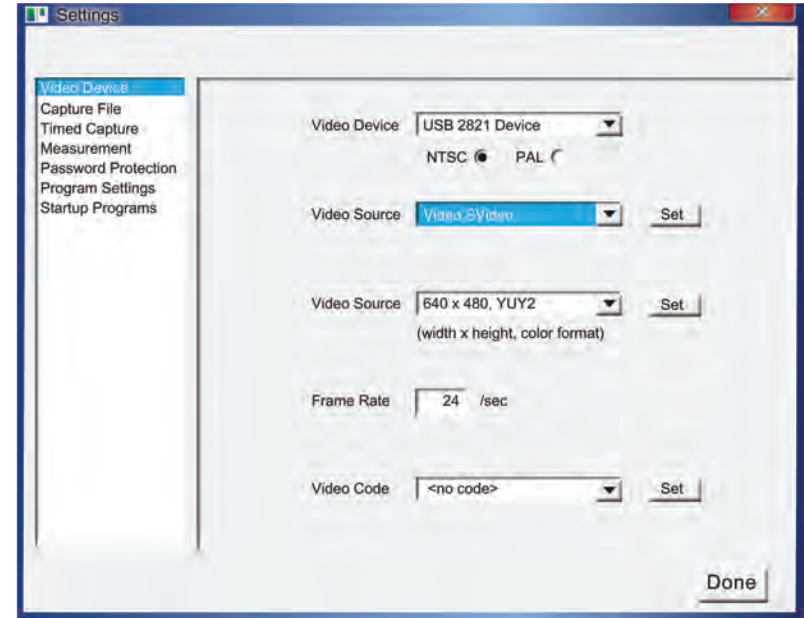 Settings
Video Device
Capture File
Timed Capture
Measurement
Password Protection
Program Settings
Startup Programs
Video Device USB 2821 Device
NTSC PAL
Video Source Video SVideo Set
Video Source 640 x 480, YUY2 Set
(width x height, color format)
Frame Rate 24 /sec
Video Code <no code> Set
Done